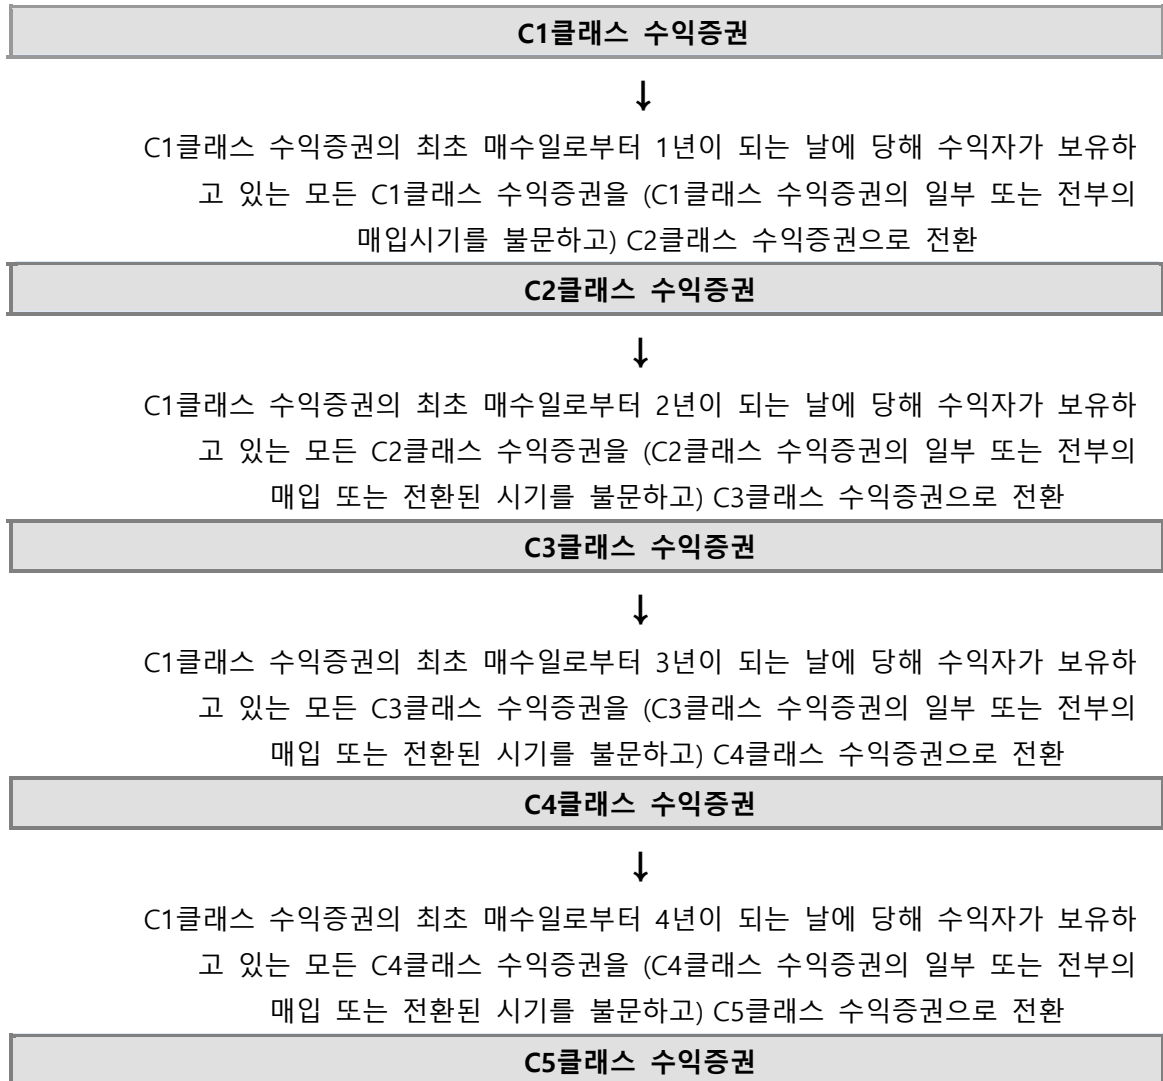 C1클래스 수익증권
↓
C1클래스 수익증권의 최초 매수일로부터 1년이 되는 날에 당해 수익자가 보유하
고 있는 모든 C1클래스 수익증권을 (C1클래스 수익증권의 일부 또는 전부의
매입시기를 불문하고) C2클래스 수익증권으로 전환
C2클래스 수익증권
↓
C1클래스 수익증권의 최초 매수일로부터 2년이 되는 날에 당해 수익자가 보유하
고 있는 모든 C2클래스 수익증권을 (C2클래스 수익증권의 일부 또는 전부의
매입 또는 전환된 시기를 불문하고) C3클래스 수익증권으로 전환
C3클래스 수익증권
↓
C1클래스 수익증권의 최초 매수일로부터 3년이 되는 날에 당해 수익자가 보유하
고 있는 모든 C3클래스 수익증권을 (C3클래스 수익증권의 일부 또는 전부의
매입 또는 전환된 시기를 불문하고) C4클래스 수익증권으로 전환
C4클래스 수익증권
↓
C1클래스 수익증권의 최초 매수일로부터 4년이 되는 날에 당해 수익자가 보유하
고 있는 모든 C4클래스 수익증권을 (C4클래스 수익증권의 일부 또는 전부의
매입 또는 전환된 시기를 불문하고) C5클래스 수익증권으로 전환
C5클래스 수익증권